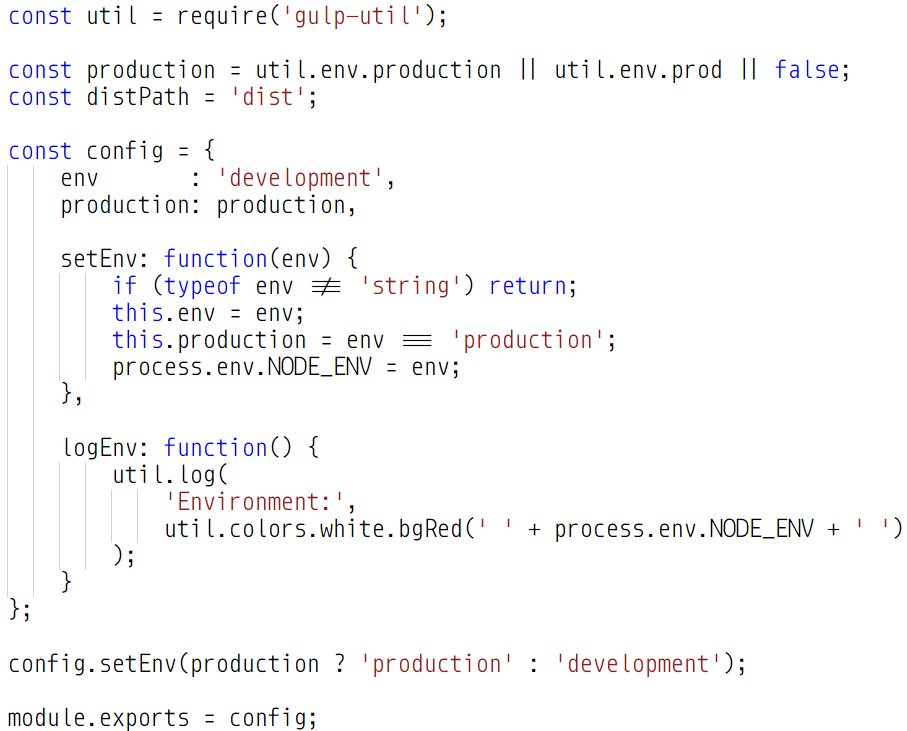 const util = require('gulp-util');

const production = util.env.production || util.env.prod || false;
const distPath = 'dist';

const config = {
    env       : 'development',
    production: production,

    setEnv: function(env) {
        if (typeof env !== 'string') return;
        this.env = env;
        this.production = env === 'production';
        process.env.NODE_ENV = env;
    },

    logEnv: function() {
        util.log(
            'Environment:',
            util.colors.white.bgRed(' ' + process.env.NODE_ENV + ' ')
        );
    }
};

config.setEnv(production ? 'production' : 'development');

module.exports = config;